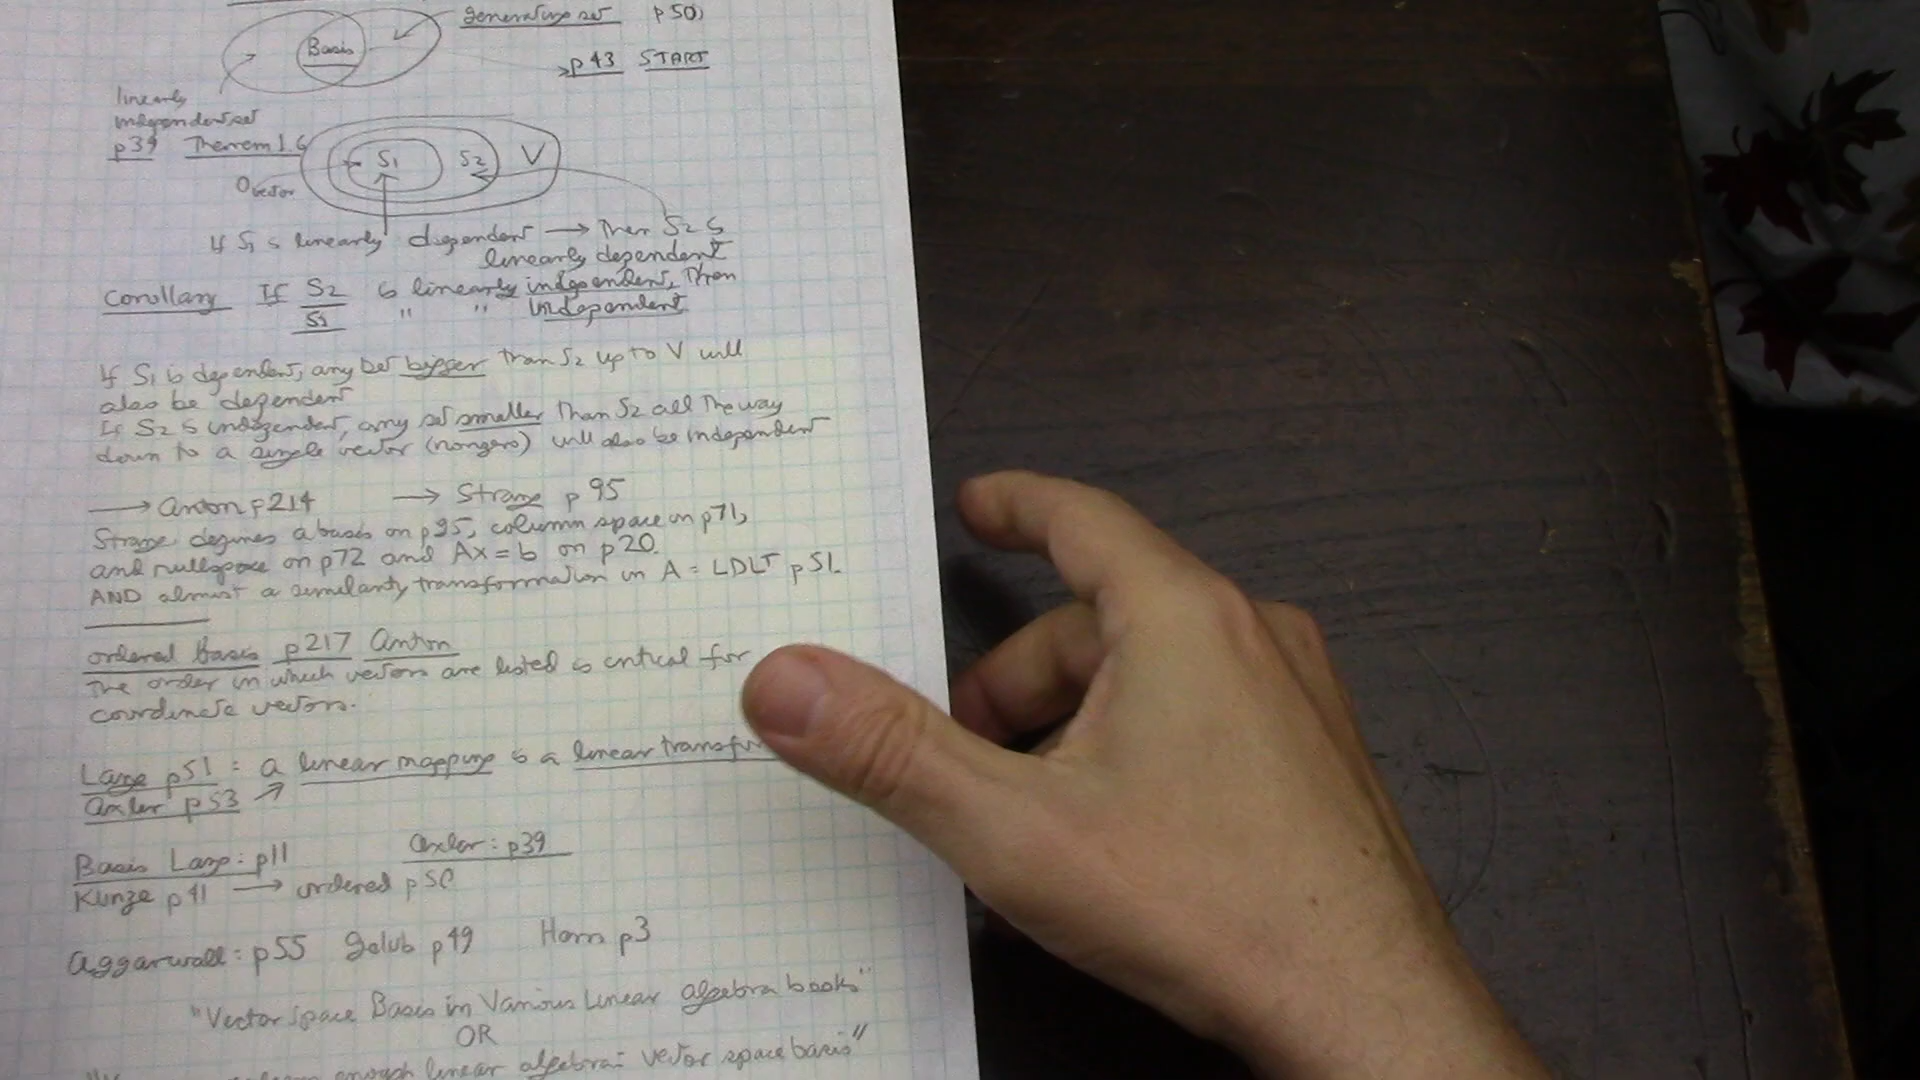 generating set p50)
Basis
p43 START
linearly
independent set
p39 Theorem 1.6
S1 S2 V
0 vector
If S1 is linearly dependent → Then S2 is
linearly dependent
Corollary If S2 is linearly independent, Then
S1 " " independent
If S1 is dependent, any set bigger than S2 up to V will
also be dependent
If S2 is independent, any set smaller than S2 all the way
down to a single vector (nonzero) will also be independent
→ Anton p214 → Strang p95
Strang defines a basis on p95, column space on p71,
and nullspace on p72 and Ax = b on p20.
AND almost a similarity transformation in A = LDLT p51.
ordered Basis p217 Anton
The order in which vectors are listed is critical for
coordinate vectors.
Lang p51 : a linear mapping is a linear transfor
Axler p53 ↗
Basis Lang: p11 Axler: p39
Kunze p41 → ordered p50
Aggarwal: p55 Golub p49 Horn p3
"Vector space Basis in Various Linear algebra books"
OR
enough linear algebra: vector space basis"